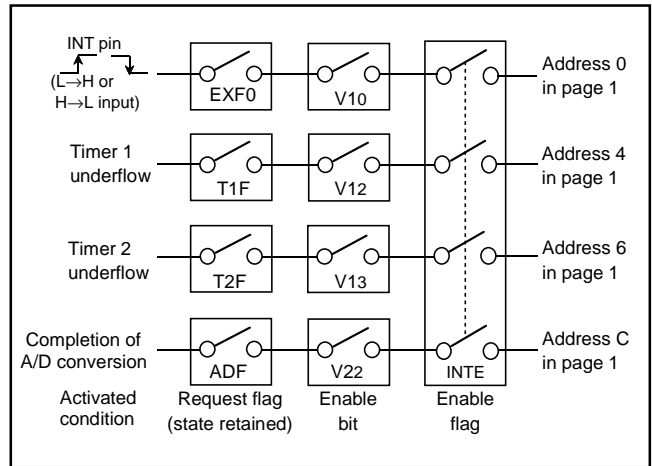 INT pin
(L→H or
H→L input)
EXF0
V10
Address 0
in page 1
Timer 1
underflow
T1F
V12
Address 4
in page 1
Timer 2
underflow
T2F
V13
Address 6
in page 1
Completion of
A/D conversion
ADF
V22
INTE
Address C
in page 1
Activated
condition
Request flag
(state retained)
Enable
bit
Enable
flag